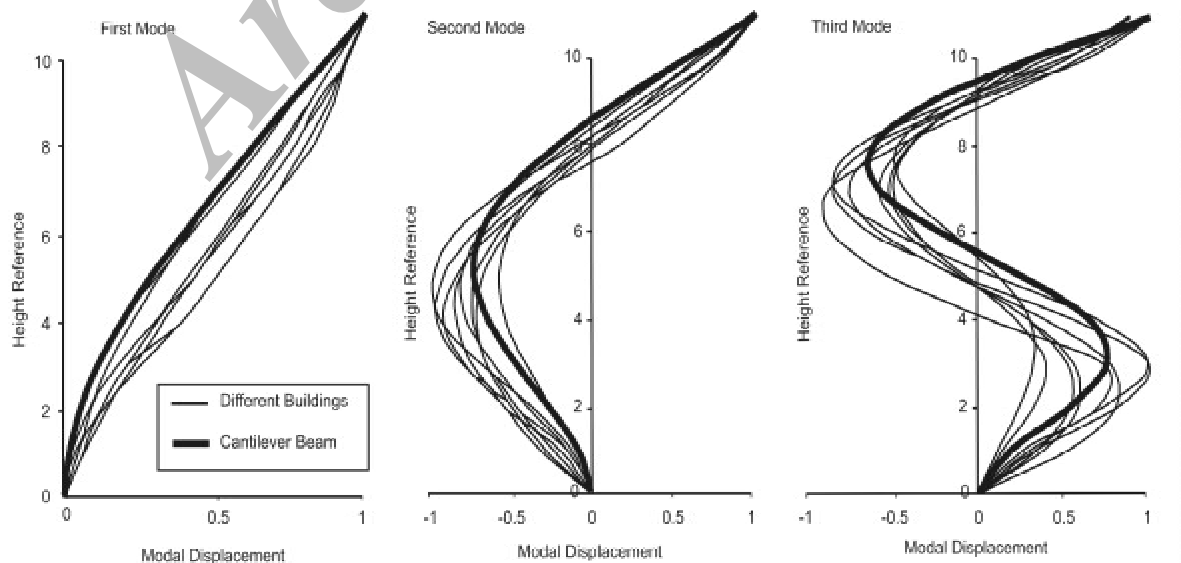 First Mode
10
8
6
4
2
0
0
0.5
1
Height Reference
Modal Displacement
Different Buildings
Cantilever Beam
Second Mode
10
8
6
4
2
0
-1
-0.5
0
0.5
1
Height Reference
Modal Displacement
Third Mode
10
8
6
4
2
0
-1
-0.5
0
0.5
1
Height Reference
Modal Displacement